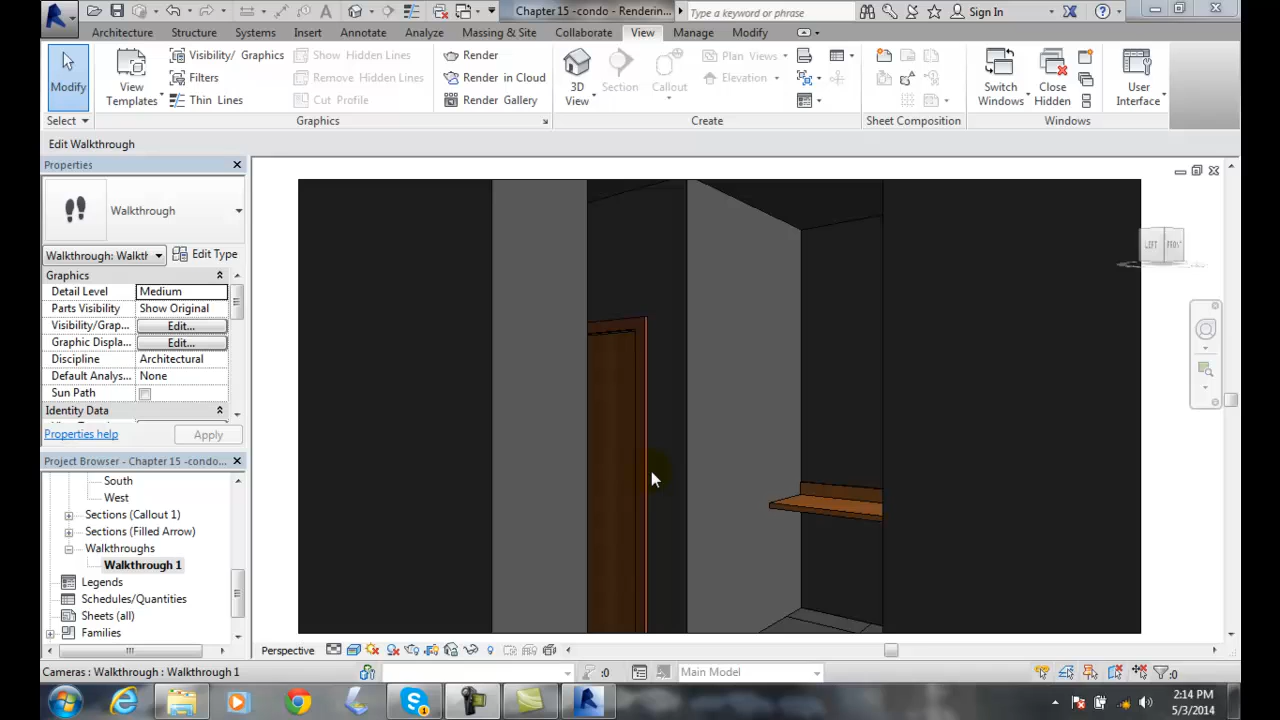 Chapter 15 -condo - Renderin...
Type a keyword or phrase
Sign In
Architecture Structure Systems Insert Annotate Analyze Massing & Site Collaborate View Manage Modify
Modify
View Templates
Visibility/ Graphics
Filters
Thin Lines
Show Hidden Lines
Remove Hidden Lines
Cut Profile
Render
Render in Cloud
Render Gallery
3D View
Section
Callout
Plan Views
Elevation
Switch Windows
Close Hidden
User Interface
Select
Graphics
Create
Sheet Composition
Windows
Edit Walkthrough
Properties
Walkthrough
Walkthrough: Walkt
Edit Type
Graphics
Detail Level Medium
Parts Visibility Show Original
Visibility/Grap... Edit...
Graphic Displa... Edit...
Discipline Architectural
Default Analys... None
Sun Path
Identity Data
Properties help
Apply
Project Browser - Chapter 15 -condo...
South
West
Sections (Callout 1)
Sections (Filled Arrow)
Walkthroughs
Walkthrough 1
Legends
Schedules/Quantities
Sheets (all)
Families
LEFT
FRONT
Perspective
Cameras : Walkthrough : Walkthrough 1
:0
Main Model
:0
1
2:14 PM
5/3/2014